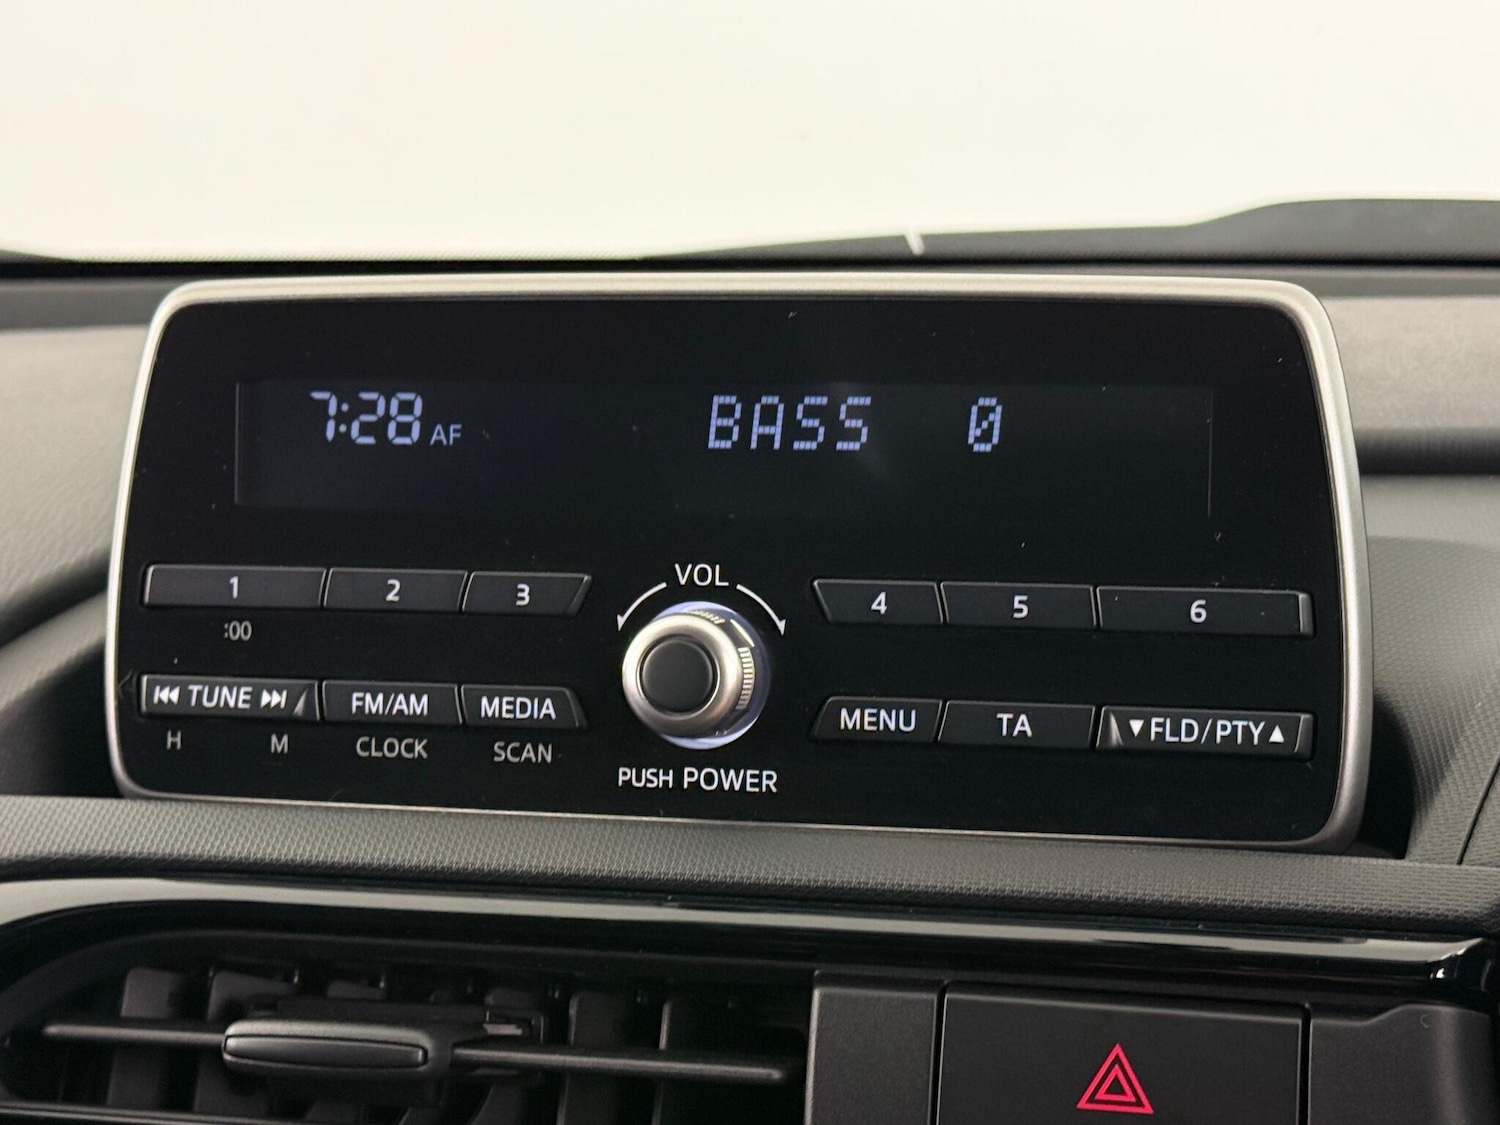 7:28 AF BASS 0
VOL
1 2 3 4 5 6
:00
TUNE FM/AM MEDIA MENU TA ▼FLD/PTY▲
H M CLOCK SCAN
PUSH POWER